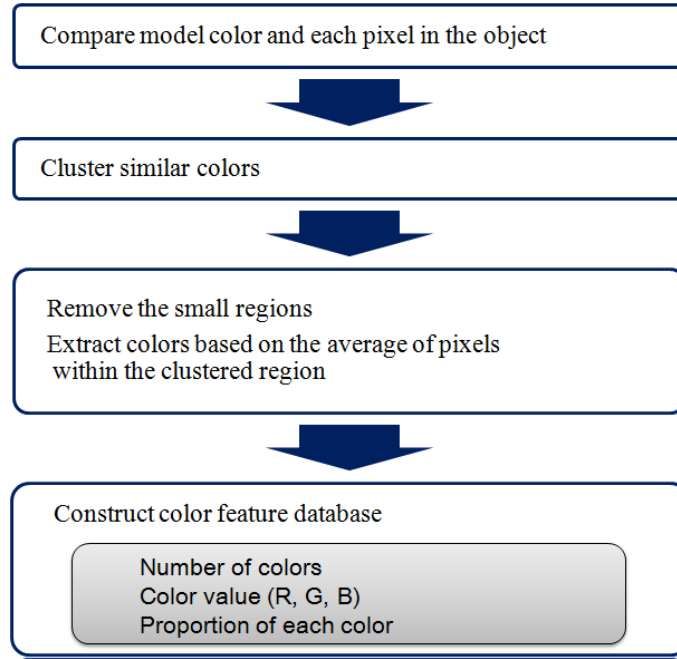 Compare model color and each pixel in the object
Cluster similar colors
Remove the small regions
Extract colors based on the average of pixels
within the clustered region
Construct color feature database
Number of colors
Color value (R, G, B)
Proportion of each color